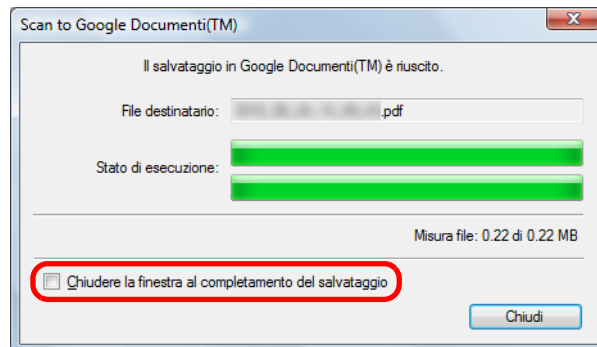 Scan to Google Documenti(TM)
Il salvataggio in Google Documenti(TM) è riuscito.
File destinatario: .pdf
Stato di esecuzione:
Misura file: 0.22 di 0.22 MB
Chiudere la finestra al completamento del salvataggio
Chiudi